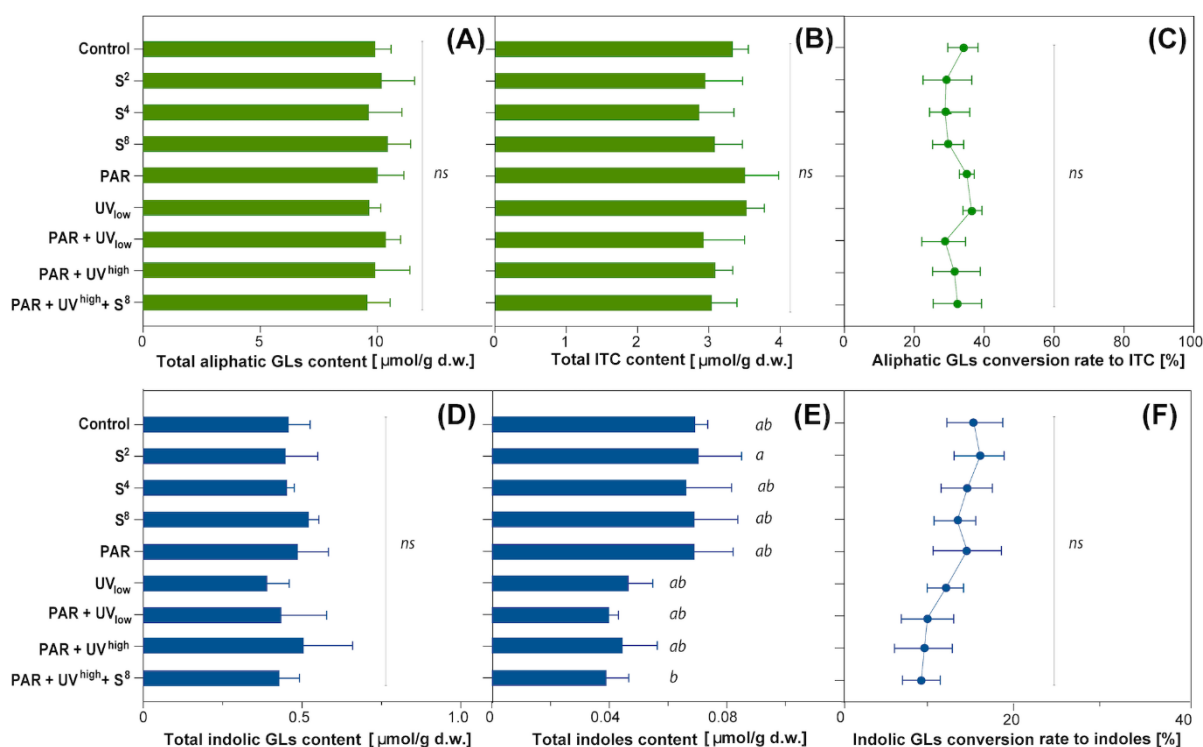 (A)
(B)
(C)
Control
S²
S⁴
S⁸
PAR
UVlow
PAR + UVlow
PAR + UVhigh
PAR + UVhigh+ S⁸
ns
ns
ns
5 10
0 1 2 3 4
0 20 40 60 80 100
Total aliphatic GLs content [ µmol/g d.w.]
Total ITC content [ µmol/g d.w.]
Aliphatic GLs conversion rate to ITC [%]
(D)
(E)
(F)
Control
S²
S⁴
S⁸
PAR
UVlow
PAR + UVlow
PAR + UVhigh
PAR + UVhigh+ S⁸
ns
ab
a
ab
ab
ab
ab
ab
ab
b
ns
0 0.5 1.0
0 0.04 0.08
0 20 40
Total indolic GLs content [ µmol/g d.w.]
Total indoles content [ µmol/g d.w.]
Indolic GLs conversion rate to indoles [%]